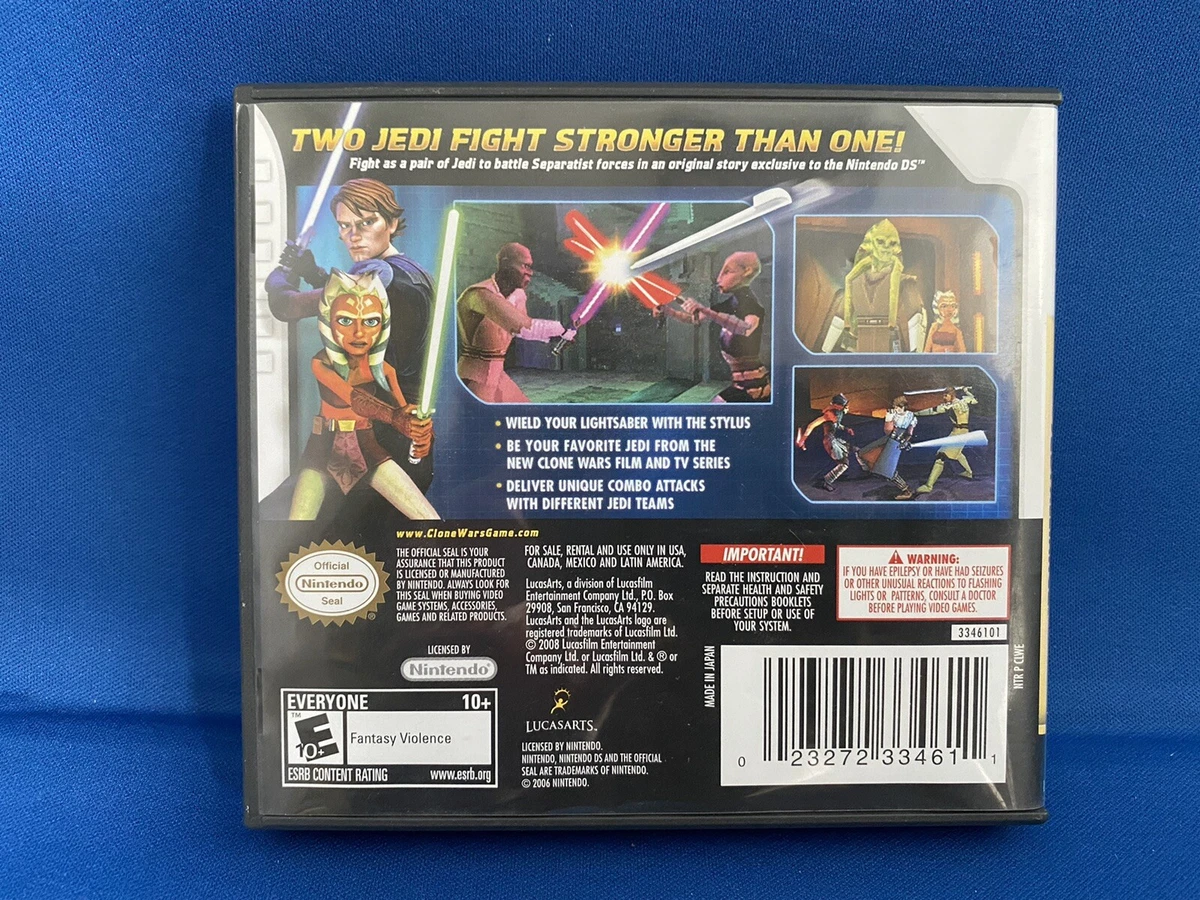 TWO JEDI FIGHT STRONGER THAN ONE!
Fight as a pair of Jedi to battle Separatist forces in an original story exclusive to the Nintendo DS™
• WIELD YOUR LIGHTSABER WITH THE STYLUS
• BE YOUR FAVORITE JEDI FROM THE
NEW CLONE WARS FILM AND TV SERIES
• DELIVER UNIQUE COMBO ATTACKS
WITH DIFFERENT JEDI TEAMS
www.CloneWarsGame.com
Official
Nintendo
Seal
®
THE OFFICIAL SEAL IS YOUR
ASSURANCE THAT THIS PRODUCT
IS LICENSED OR MANUFACTURED
BY NINTENDO. ALWAYS LOOK FOR
THIS SEAL WHEN BUYING VIDEO
GAME SYSTEMS, ACCESSORIES,
GAMES AND RELATED PRODUCTS.
LICENSED BY
Nintendo®
EVERYONE 10+
™
E
10+
Fantasy Violence
ESRB CONTENT RATING www.esrb.org
FOR SALE, RENTAL AND USE ONLY IN USA,
CANADA, MEXICO AND LATIN AMERICA.
LucasArts, a division of Lucasfilm
Entertainment Company Ltd., P.O. Box
29908, San Francisco, CA 94129.
LucasArts and the LucasArts logo are
registered trademarks of Lucasfilm Ltd.
© 2008 Lucasfilm Entertainment
Company Ltd. or Lucasfilm Ltd. & ® or
TM as indicated. All rights reserved.
LUCASARTS™
LICENSED BY NINTENDO.
NINTENDO, NINTENDO DS AND THE OFFICIAL
SEAL ARE TRADEMARKS OF NINTENDO.
© 2006 NINTENDO.
IMPORTANT!
READ THE INSTRUCTION AND
SEPARATE HEALTH AND SAFETY
PRECAUTIONS BOOKLETS
BEFORE SETUP OR USE OF
YOUR SYSTEM.
WARNING:
IF YOU HAVE EPILEPSY OR HAVE HAD SEIZURES
OR OTHER UNUSUAL REACTIONS TO FLASHING
LIGHTS OR PATTERNS, CONSULT A DOCTOR
BEFORE PLAYING VIDEO GAMES.
3346101
MADE IN JAPAN
0 23272 33461 1
NTR P CLWE